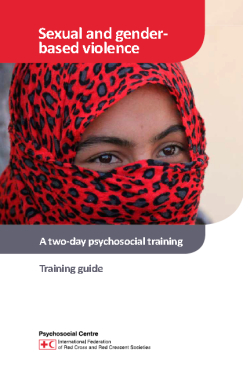 Sexual and gender-
based violence
A two-day psychosocial training
Training guide
Psychosocial Centre
International Federation
of Red Cross and Red Crescent Societies